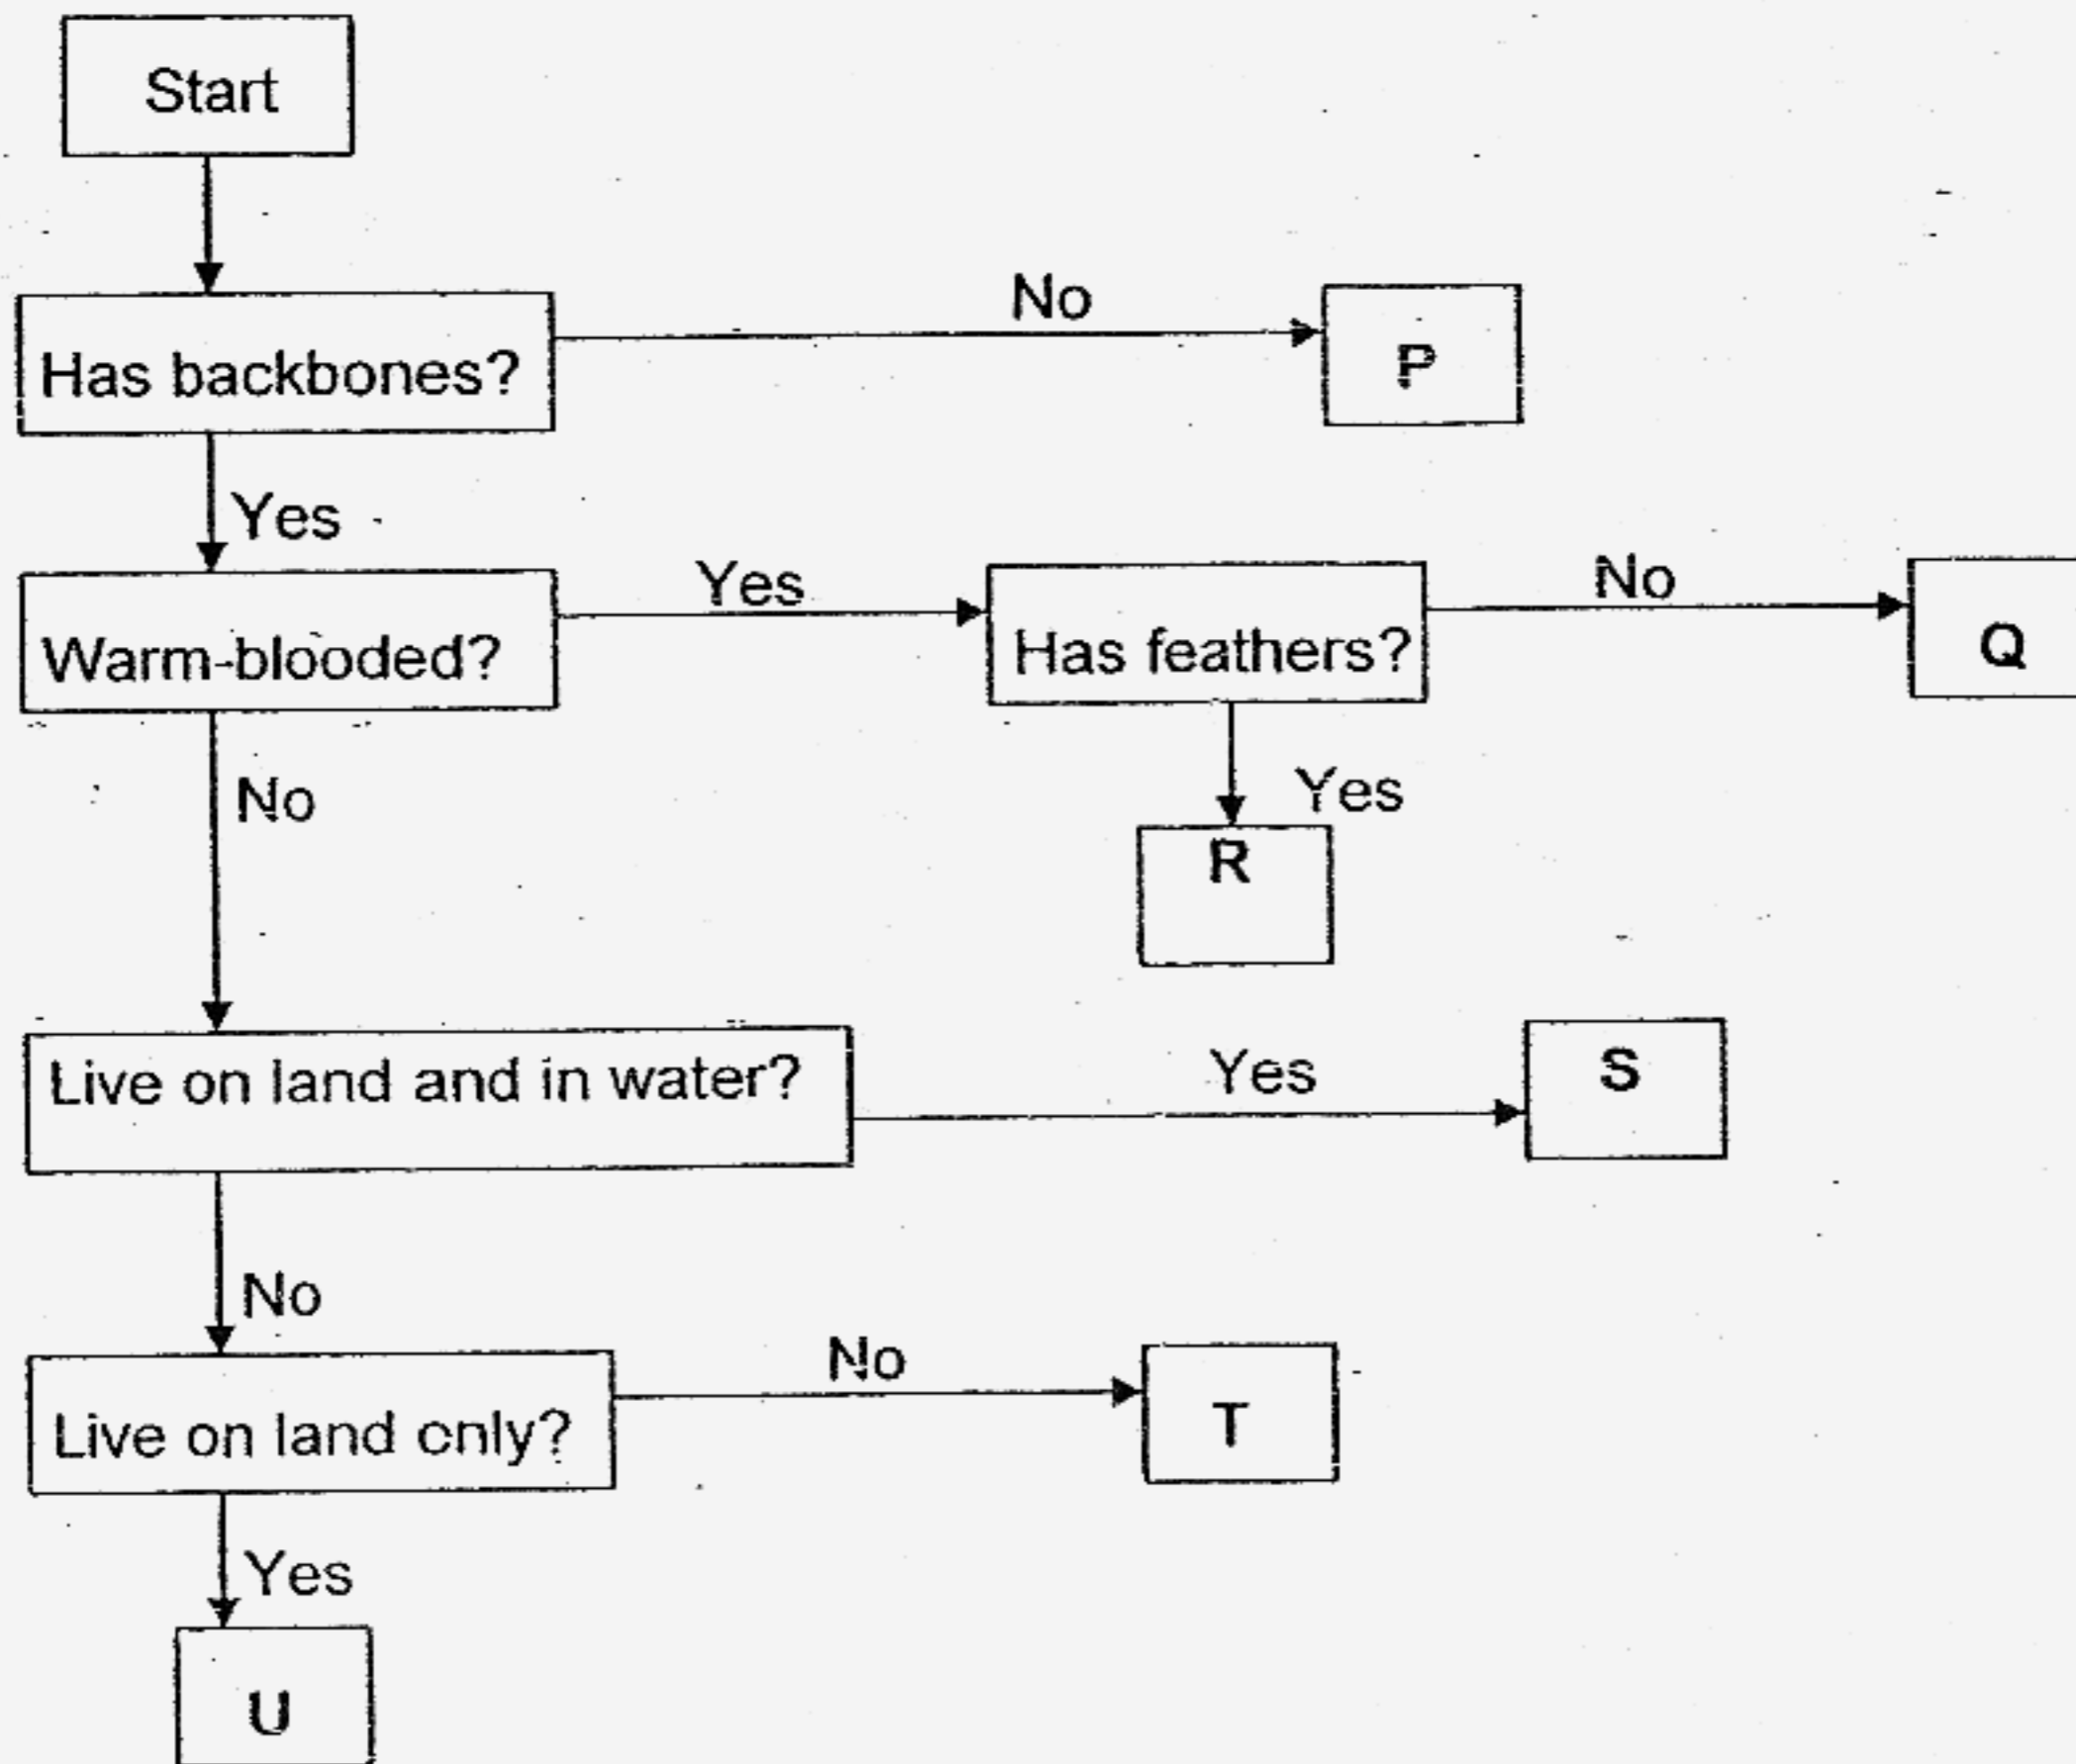 Start
No
Has backbones?
P
Yes
Yes
No
Warm-blooded?
Has feathers?
Q
No
Yes
R
Live on land and in water?
Yes
S
No
No
Live on land only?
T
Yes
U